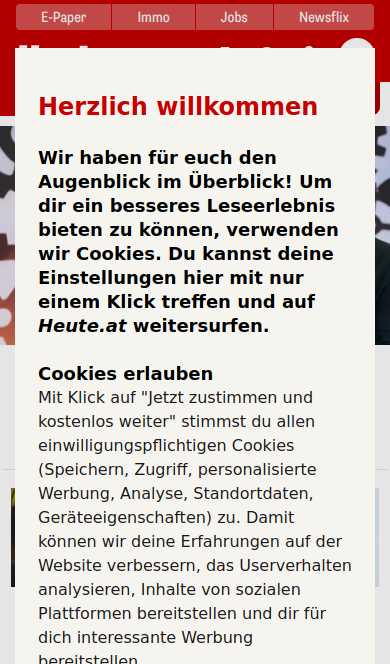 E-Paper Immo Jobs Newsflix
Herzlich willkommen
Wir haben für euch den
Augenblick im Überblick! Um
dir ein besseres Leseerlebnis
bieten zu können, verwenden
wir Cookies. Du kannst deine
Einstellungen hier mit nur
einem Klick treffen und auf
Heute.at weitersurfen.
Cookies erlauben
Mit Klick auf "Jetzt zustimmen und
kostenlos weiter" stimmst du allen
einwilligungspflichtigen Cookies
(Speichern, Zugriff, personalisierte
Werbung, Analyse, Standortdaten,
Geräteeigenschaften) zu. Damit
können wir deine Erfahrungen auf der
Website verbessern, das Userverhalten
analysieren, Inhalte von sozialen
Plattformen bereitstellen und dir für
dich interessante Werbung
bereitstellen